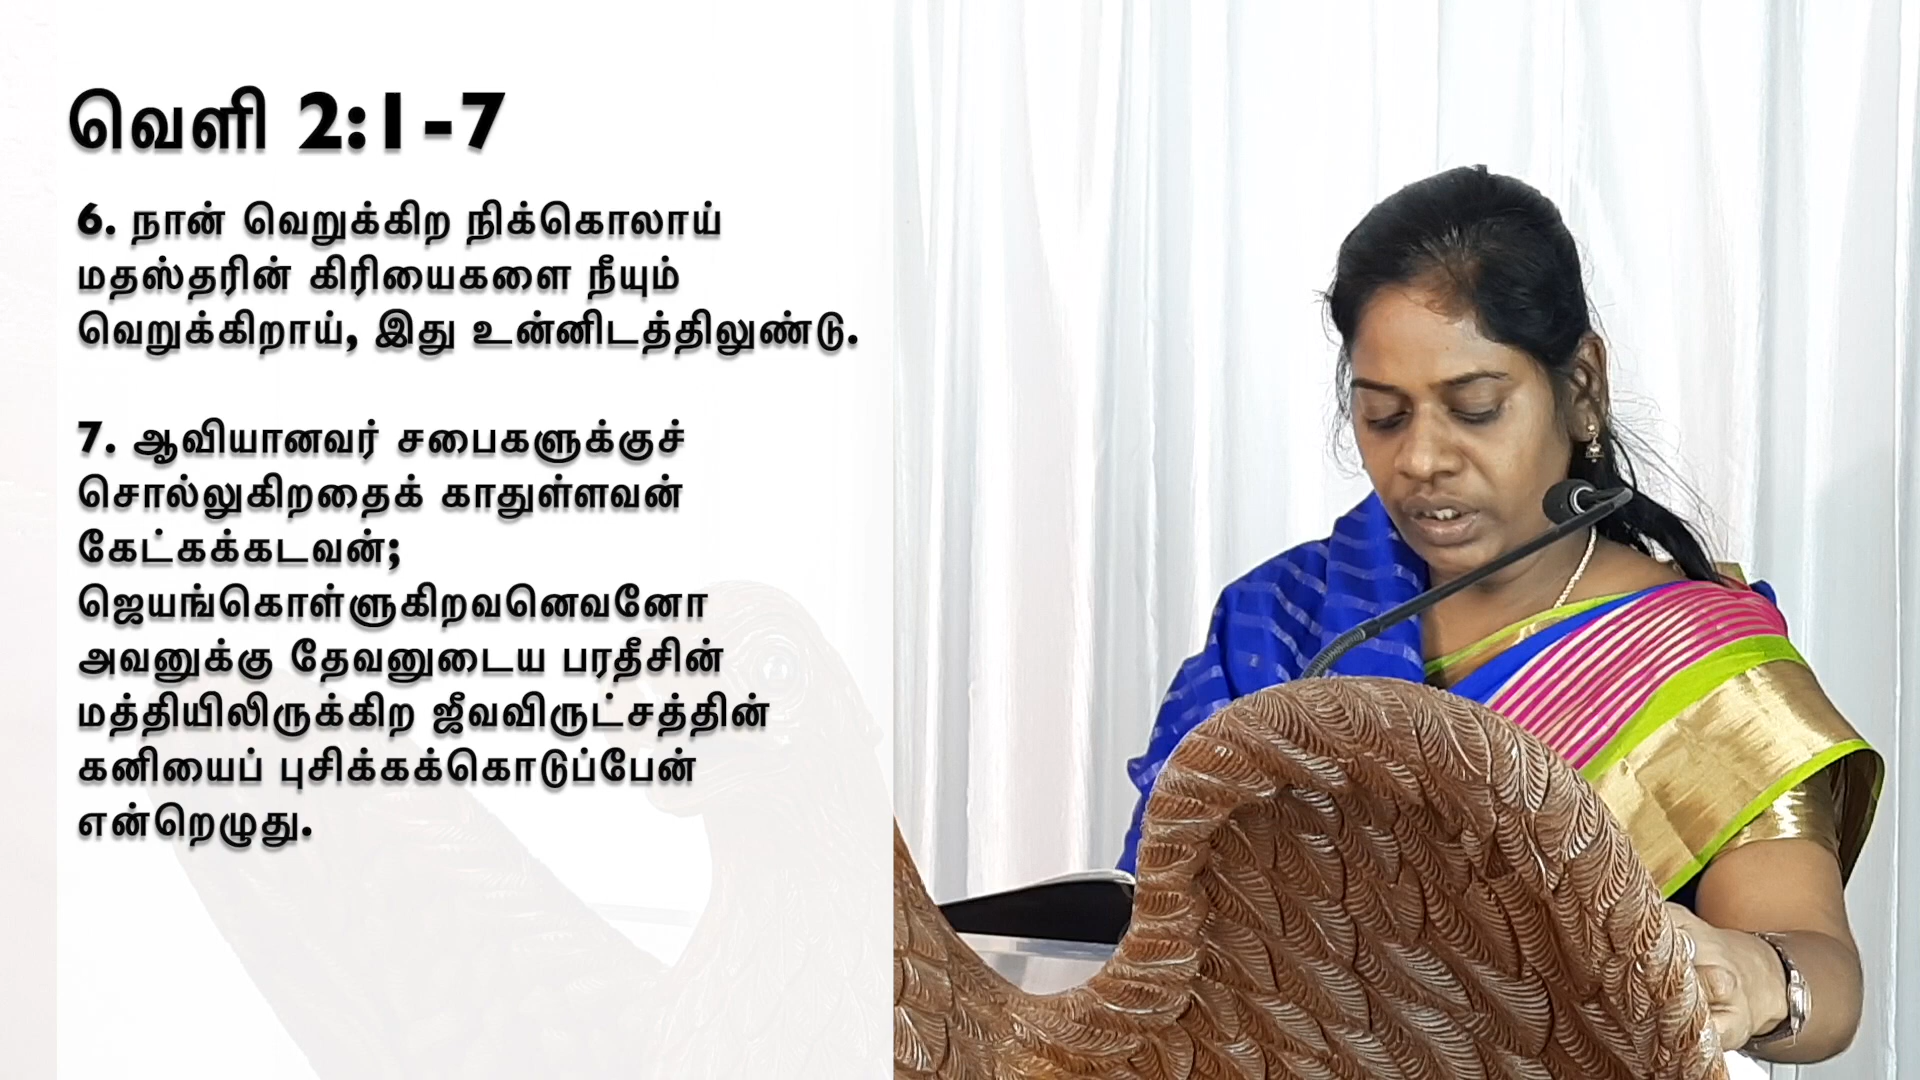 வெளி 2:1-7
6. நான் வெறுக்கிற நிக்கொலாய்
மதஸ்தரின் கிரியைகளை நீயும்
வெறுக்கிறாய், இது உன்னிடத்திலுண்டு.
7. ஆவியானவர் சபைகளுக்குச்
சொல்லுகிறதைக் காதுள்ளவன்
கேட்கக்கடவன்;
ஜெயங்கொள்ளுகிறவனெவனோ
அவனுக்கு தேவனுடைய பரதீசின்
மத்தியிலிருக்கிற ஜீவவிருட்சத்தின்
கனியைப் புசிக்கக்கொடுப்பேன்
என்றெழுது.